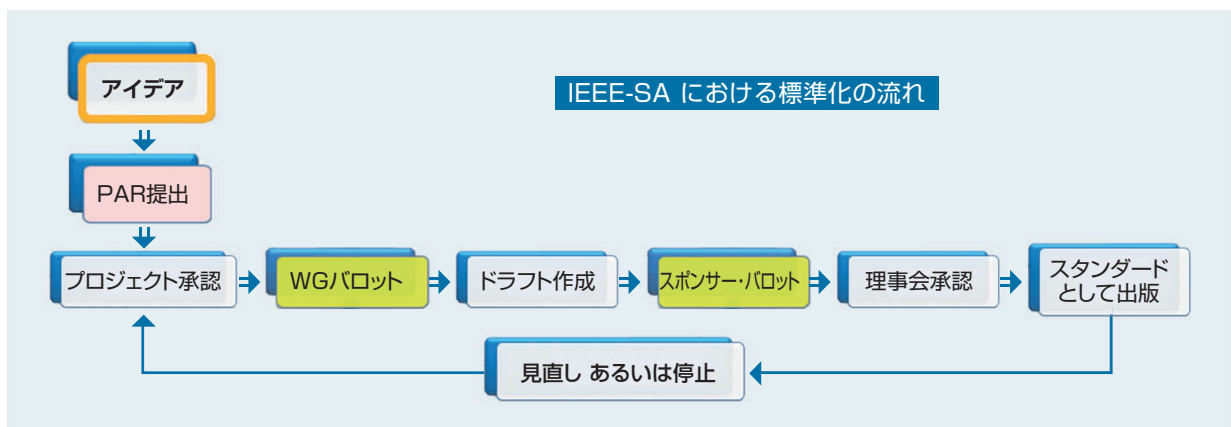 アイデア
IEEE-SA における標準化の流れ
PAR提出
プロジェクト承認
WGバロット
ドラフト作成
スポンサー・バロット
理事会承認
スタンダード
として出版
見直し あるいは停止